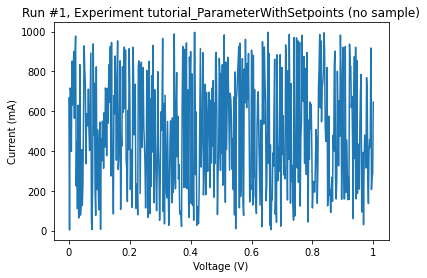 Run #1, Experiment tutorial_ParameterWithSetpoints (no sample)
1000
800
600
400
200
0
Current (mA)
0 0.2 0.4 0.6 0.8 1
Voltage (V)